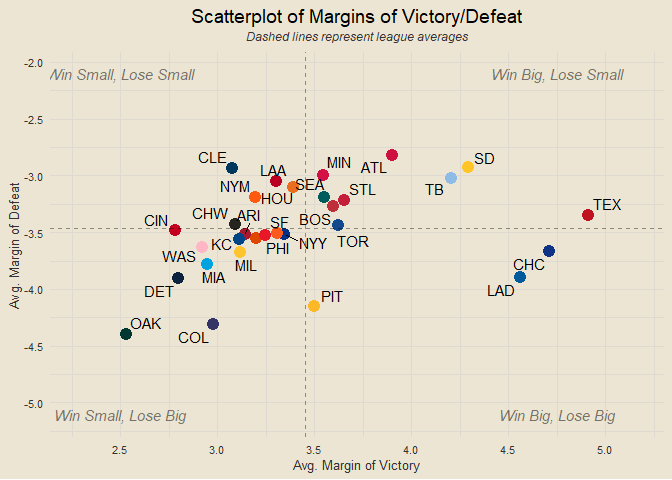 Scatterplot of Margins of Victory/Defeat
Dashed lines represent league averages
-2.0
Win Small, Lose Small
Win Big, Lose Small
-2.5
CLE
MIN
ATL
SD
-3.0
LAA
NYM
HOU
SEA
STL
TB
TEX
CIN
CHW
ARI
SF
BOS
-3.5
WAS
KC
PHI
NYY
TOR
MIL
MIA
CHC
DET
LAD
-4.0
PIT
OAK
COL
-4.5
Win Small, Lose Big
Win Big, Lose Big
-5.0
2.5
3.0
3.5
4.0
4.5
5.0
Avg. Margin of Victory
Avg. Margin of Defeat